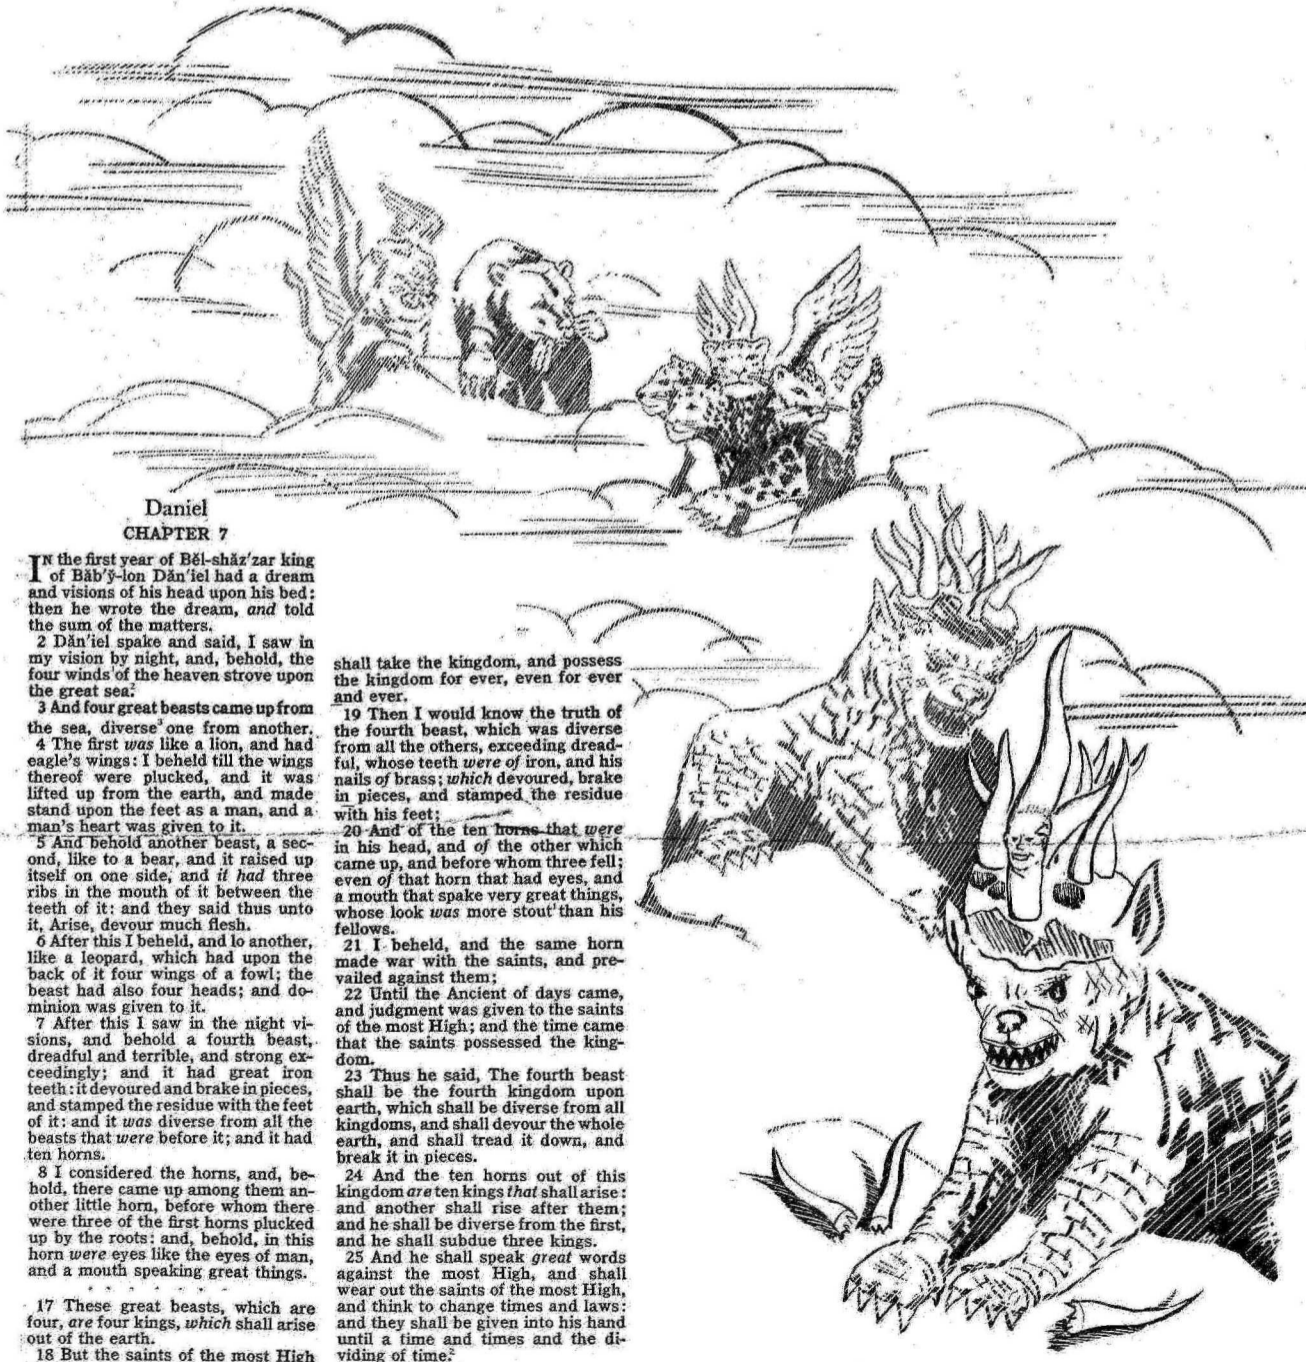 Daniel
CHAPTER 7
IN the first year of Bĕl-shăz′zar king
of Băb′y̆-lon Dăn′iel had a dream
and visions of his head upon his bed:
then he wrote the dream, and told
the sum of the matters.
2 Dăn′iel spake and said, I saw in
my vision by night, and, behold, the
four winds of the heaven strove upon
the great sea.²
3 And four great beasts came up from
the sea, diverse³ one from another.
4 The first was like a lion, and had
eagle's wings: I beheld till the wings
thereof were plucked, and it was
lifted up from the earth, and made
stand upon the feet as a man, and a
man's heart was given to it.
5 And behold another beast, a sec-
ond, like to a bear, and it raised up
itself on one side, and it had three
ribs in the mouth of it between the
teeth of it: and they said thus unto
it, Arise, devour much flesh.
6 After this I beheld, and lo another,
like a leopard, which had upon the
back of it four wings of a fowl; the
beast had also four heads; and do-
minion was given to it.
7 After this I saw in the night vi-
sions, and behold a fourth beast,
dreadful and terrible, and strong ex-
ceedingly; and it had great iron
teeth: it devoured and brake in pieces,
and stamped the residue with the feet
of it: and it was diverse from all the
beasts that were before it; and it had
ten horns.
8 I considered the horns, and, be-
hold, there came up among them an-
other little horn, before whom there
were three of the first horns plucked
up by the roots: and, behold, in this
horn were eyes like the eyes of man,
and a mouth speaking great things.
. . . . . .
17 These great beasts, which are
four, are four kings, which shall arise
out of the earth.
18 But the saints of the most High
shall take the kingdom, and possess
the kingdom for ever, even for ever
and ever.
19 Then I would know the truth of
the fourth beast, which was diverse
from all the others, exceeding dread-
ful, whose teeth were of iron, and his
nails of brass; which devoured, brake
in pieces, and stamped the residue
with his feet;
20 And of the ten horns that were
in his head, and of the other which
came up, and before whom three fell;
even of that horn that had eyes, and
a mouth that spake very great things,
whose look was more stout¹ than his
fellows.
21 I beheld, and the same horn
made war with the saints, and pre-
vailed against them;
22 Until the Ancient of days came,
and judgment was given to the saints
of the most High; and the time came
that the saints possessed the king-
dom.
23 Thus he said, The fourth beast
shall be the fourth kingdom upon
earth, which shall be diverse from all
kingdoms, and shall devour the whole
earth, and shall tread it down, and
break it in pieces.
24 And the ten horns out of this
kingdom are ten kings that shall arise:
and another shall rise after them;
and he shall be diverse from the first,
and he shall subdue three kings.
25 And he shall speak great words
against the most High, and shall
wear out the saints of the most High,
and think to change times and laws:
and they shall be given into his hand
until a time and times and the di-
viding of time.²